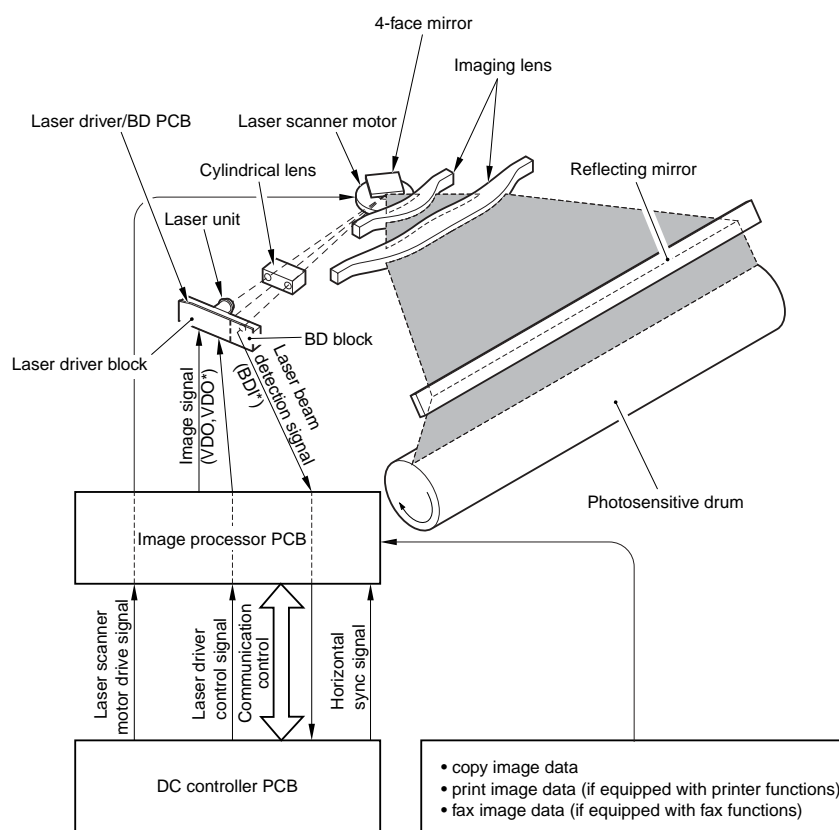 4-face mirror
Imaging lens
Laser driver/BD PCB
Laser scanner motor
Cylindrical lens
Reflecting mirror
Laser unit
BD block
Laser driver block
Image signal
(VDO,VDO*)
Laser beam
detection signal
(BDI*)
Photosensitive drum
Image processor PCB
Laser scanner
motor drive signal
Laser driver
control signal
Communication
control
Horizontal
sync signal
DC controller PCB
• copy image data
• print image data (if equipped with printer functions)
• fax image data (if equipped with fax functions)